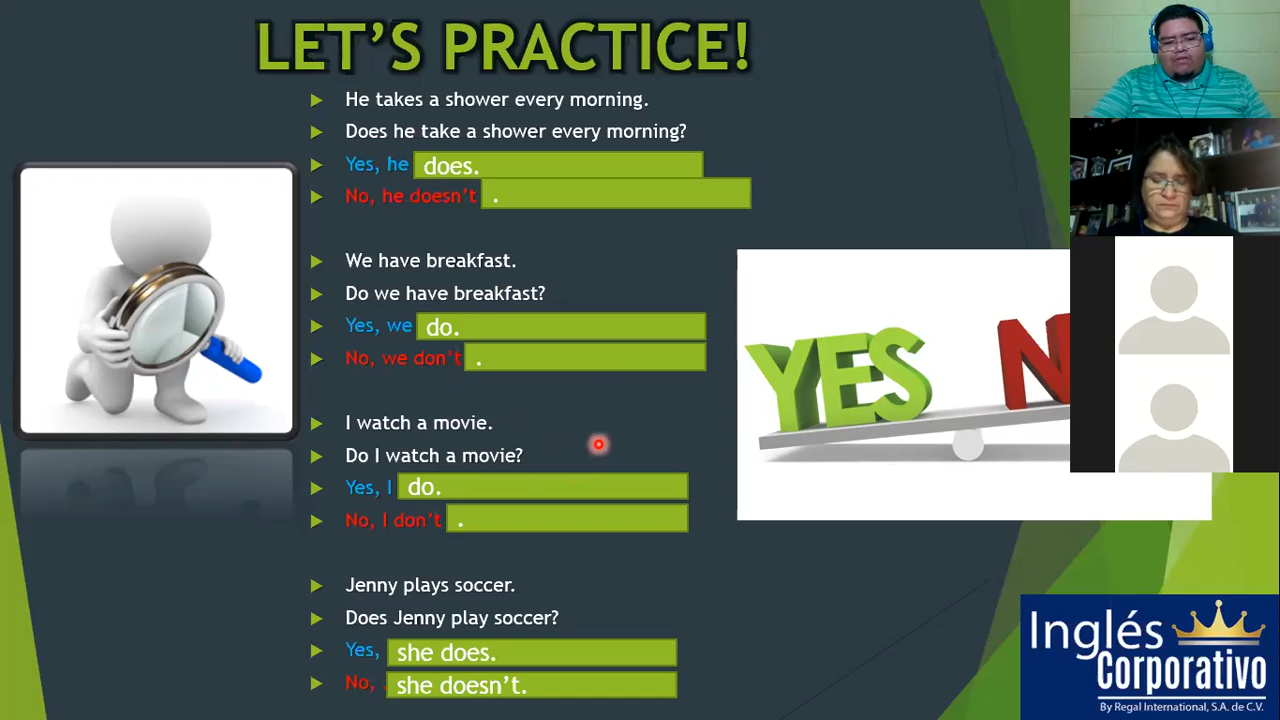 LET'S PRACTICE!
He takes a shower every morning.
Does he take a shower every morning?
Yes, he does.
No, he doesn't .
We have breakfast.
Do we have breakfast?
Yes, we do.
No, we don't .
I watch a movie.
Do I watch a movie?
Yes, I do.
No, I don't .
Jenny plays soccer.
Does Jenny play soccer?
Yes, she does.
No, she doesn't.
YES N
Inglés
Corporativo
By Regal International, S.A. de C.V.